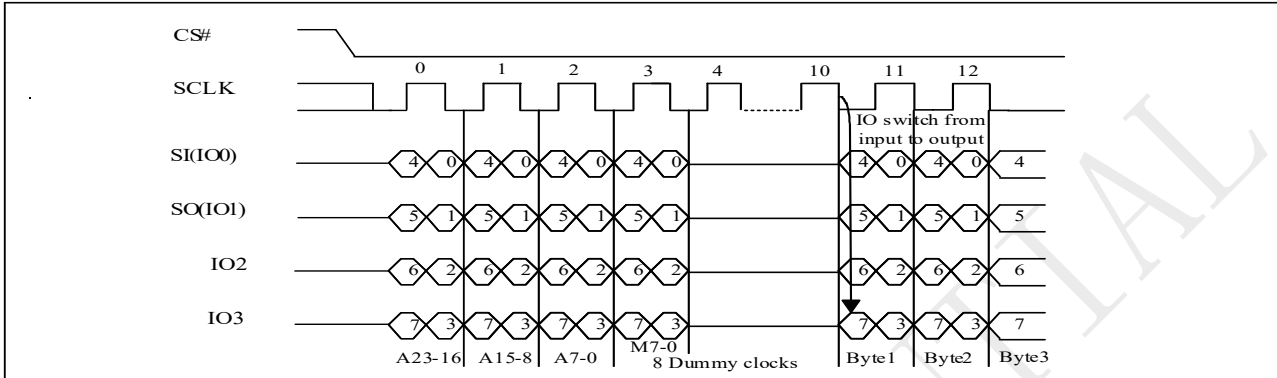 CS#
0 1 2 3 4 10 11 12
SCLK
IO switch from
input to output
SI(IO0) 4 0 4 0 4 0 4 0 4 0 4 0 4
SO(IO1) 5 1 5 1 5 1 5 1 5 1 5 1 5
IO2 6 2 6 2 6 2 6 2 6 2 6 2 6
IO3 7 3 7 3 7 3 7 3 7 3 7 3 7
A23-16 A15-8 A7-0 M7-0 8 Dummy clocks Byte1 Byte2 Byte3